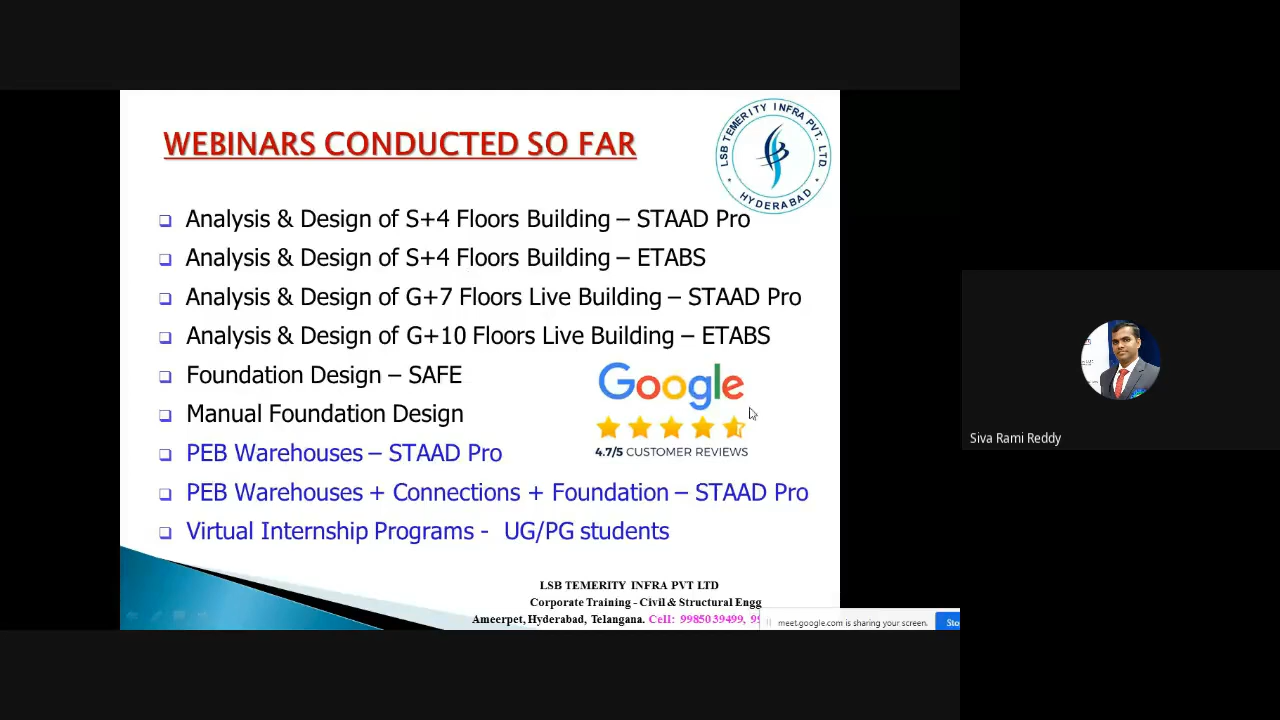 WEBINARS CONDUCTED SO FAR
LSB TEMERITY INFRA PVT. LTD.
* HYDERABAD *
Analysis & Design of S+4 Floors Building – STAAD Pro
Analysis & Design of S+4 Floors Building – ETABS
Analysis & Design of G+7 Floors Live Building – STAAD Pro
Analysis & Design of G+10 Floors Live Building – ETABS
Foundation Design – SAFE
Manual Foundation Design
Google
4.7/5 CUSTOMER REVIEWS
PEB Warehouses – STAAD Pro
PEB Warehouses + Connections + Foundation – STAAD Pro
Virtual Internship Programs - UG/PG students
LSB TEMERITY INFRA PVT LTD
Corporate Training - Civil & Structural Engg
Ameerpet, Hyderabad, Telangana. Cell: 9985039499,
meet.google.com is sharing your screen.
Siva Rami Reddy